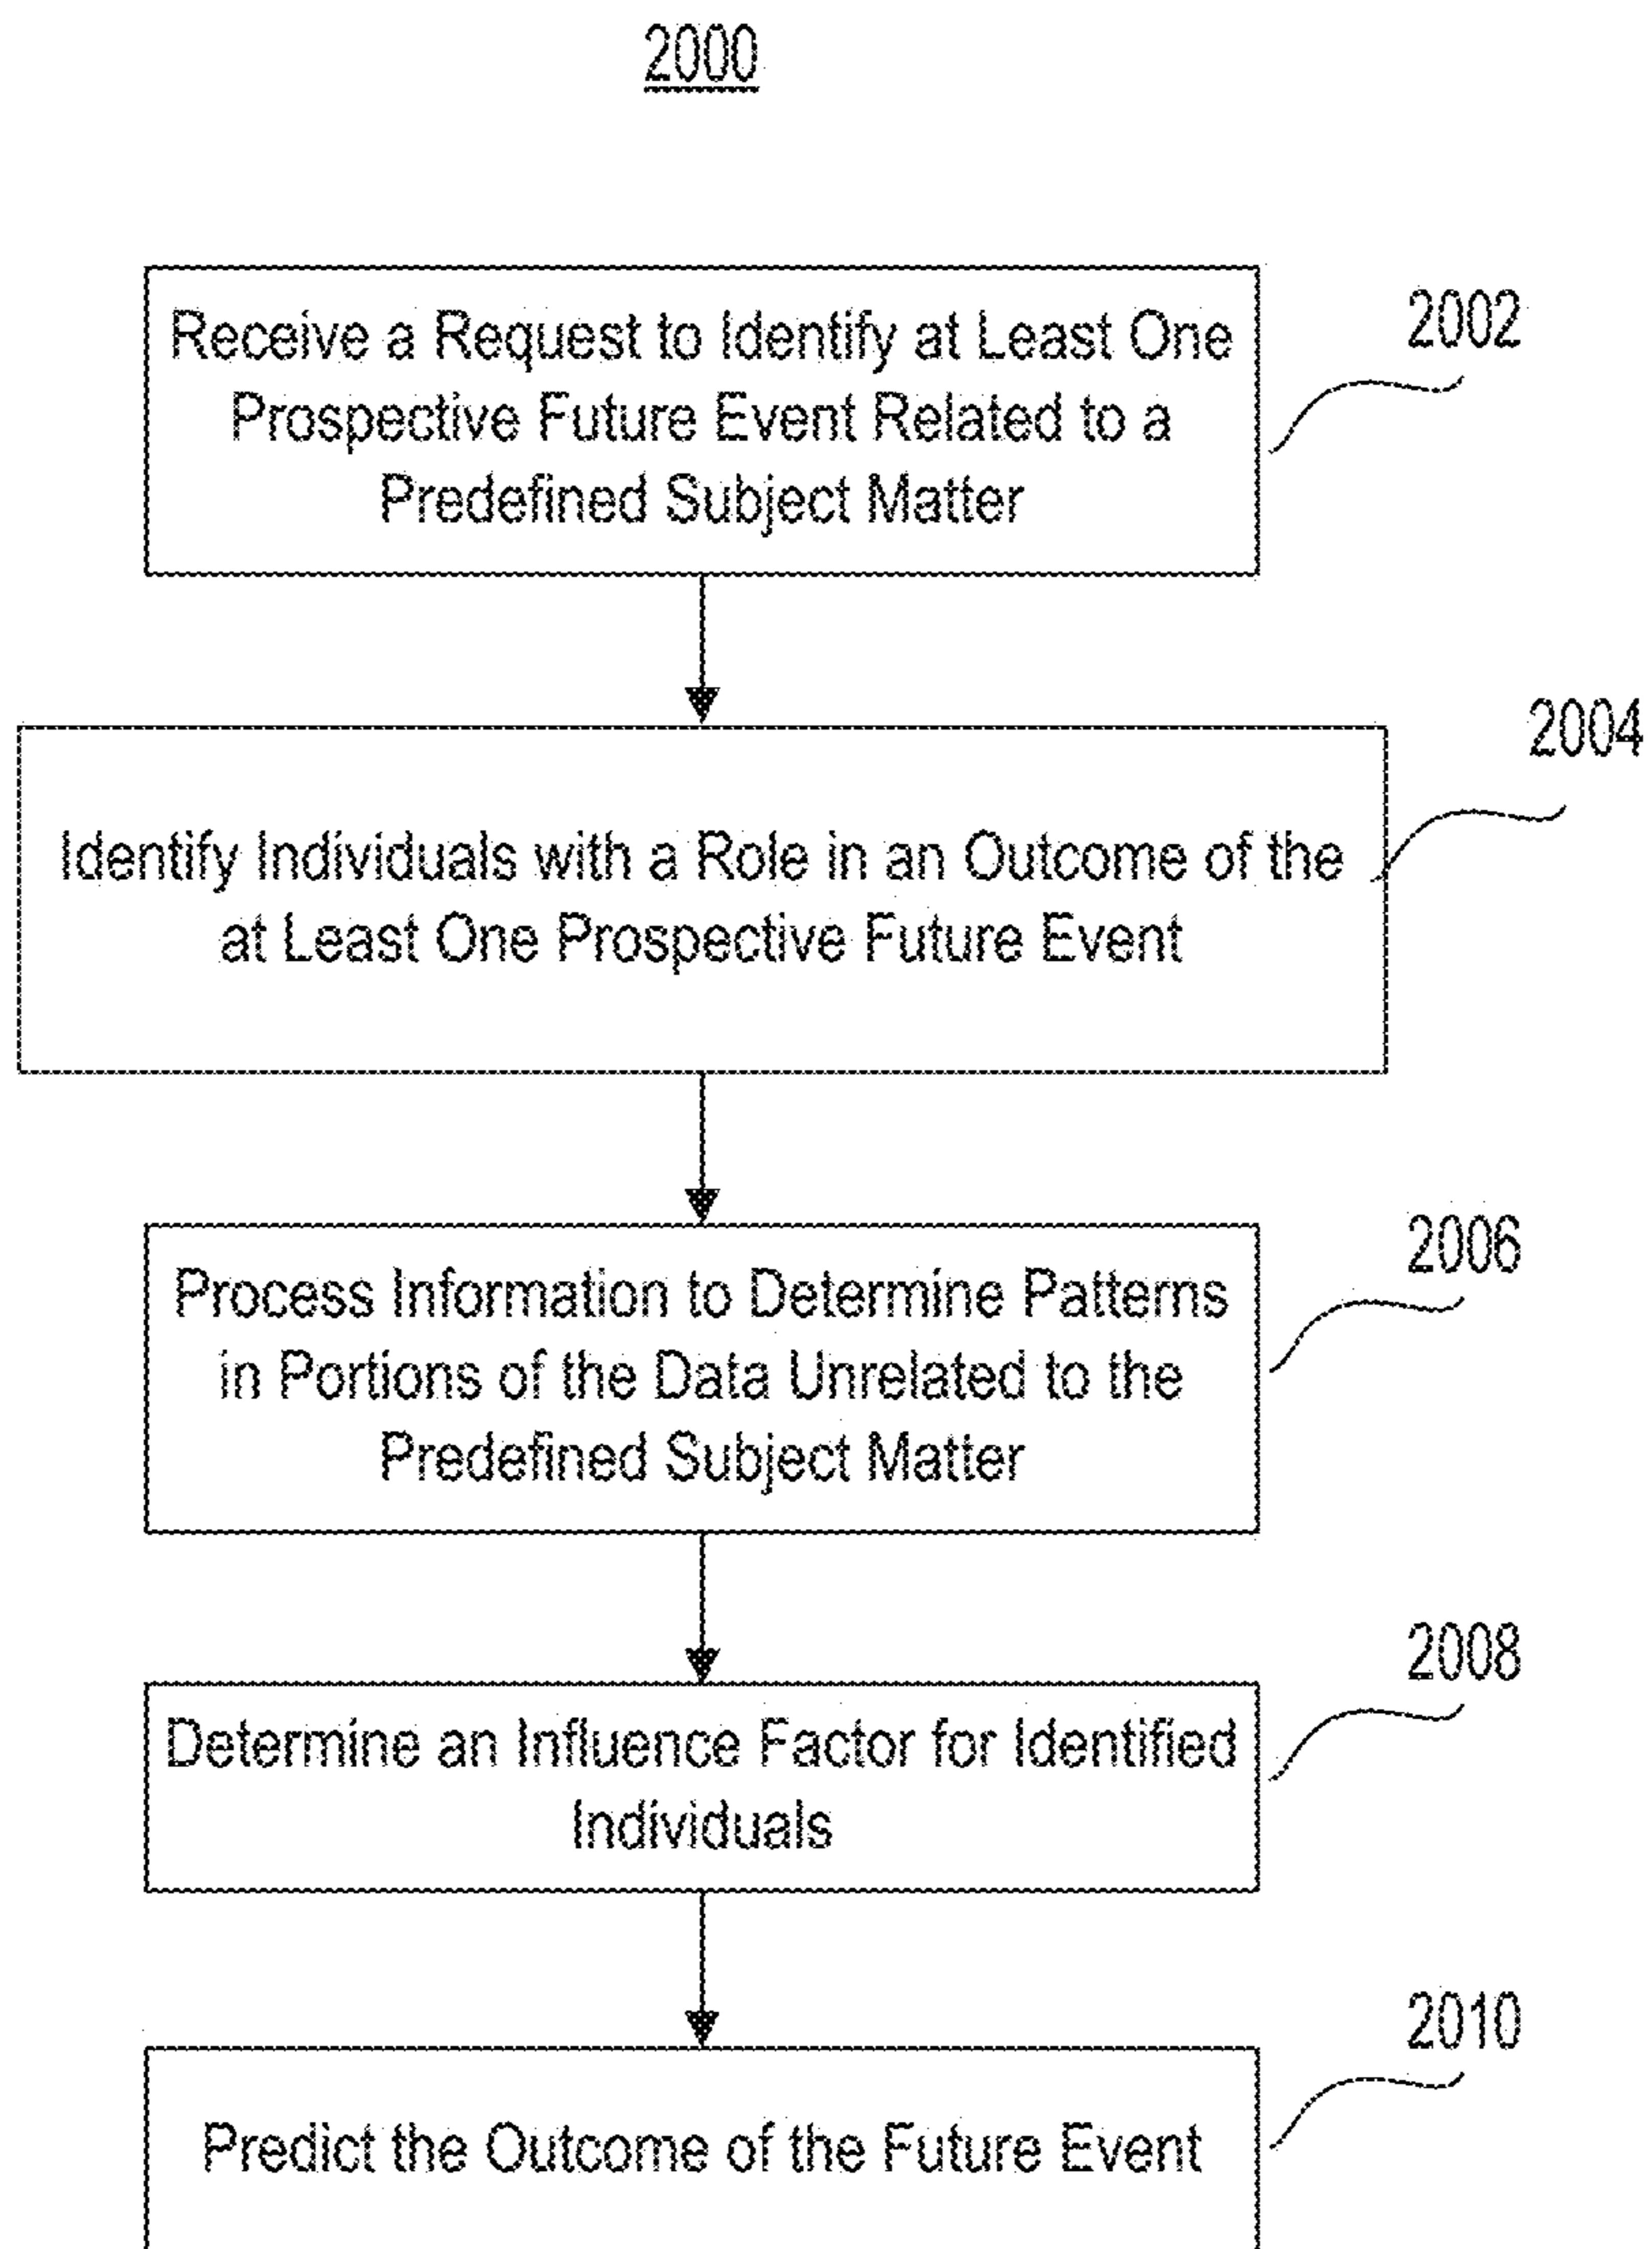 2000
Receive a Request to Identify at Least One
Prospective Future Event Related to a
Predefined Subject Matter
2002
Identify Individuals with a Role in an Outcome of the
at Least One Prospective Future Event
2004
Process Information to Determine Patterns
in Portions of the Data Unrelated to the
Predefined Subject Matter
2006
Determine an Influence Factor for Identified
Individuals
2008
Predict the Outcome of the Future Event
2010